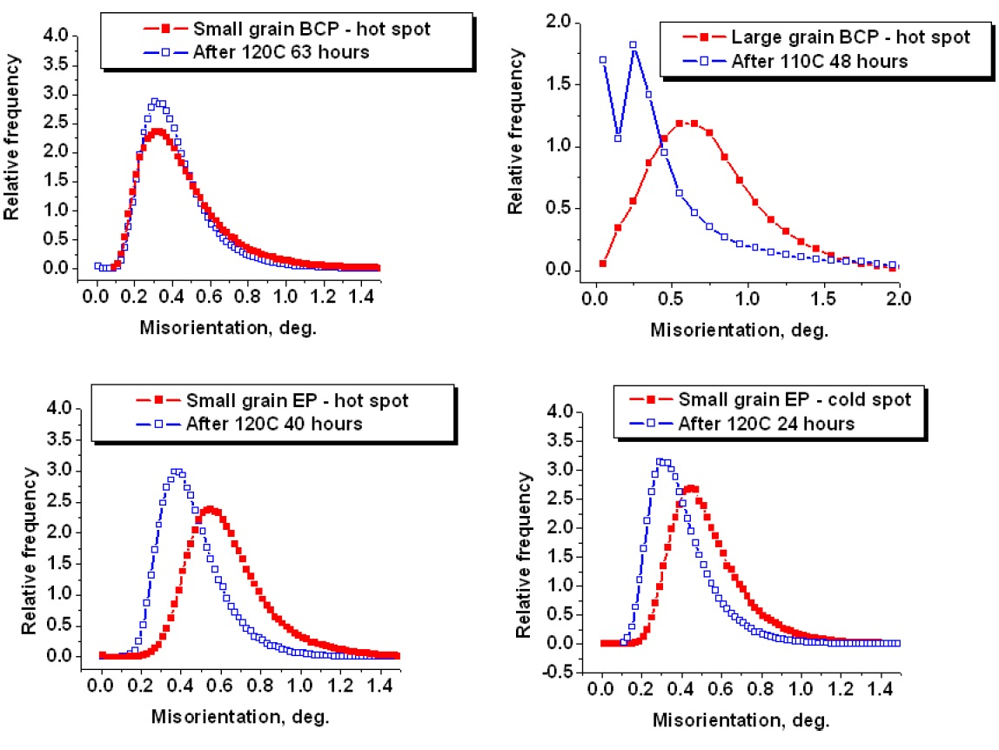 Small grain BCP - hot spot
After 120C 63 hours
4.0
3.5
3.0
2.5
2.0
1.5
1.0
0.5
0.0
Relative frequency
0.0 0.2 0.4 0.6 0.8 1.0 1.2 1.4
Misorientation, deg.
Large grain BCP - hot spot
After 110C 48 hours
2.0
1.5
1.0
0.5
0.0
Relative frequency
0.0 0.5 1.0 1.5 2.0
Misorientation, deg.
Small grain EP - hot spot
After 120C 40 hours
4.0
3.5
3.0
2.5
2.0
1.5
1.0
0.5
0.0
Relative frequency
0.0 0.2 0.4 0.6 0.8 1.0 1.2 1.4
Misorientation, deg.
Small grain EP - cold spot
After 120C 24 hours
4.0
3.5
3.0
2.5
2.0
1.5
1.0
0.5
0.0
-0.5
Relative frequency
0.0 0.2 0.4 0.6 0.8 1.0 1.2 1.4
Misorientation, deg.